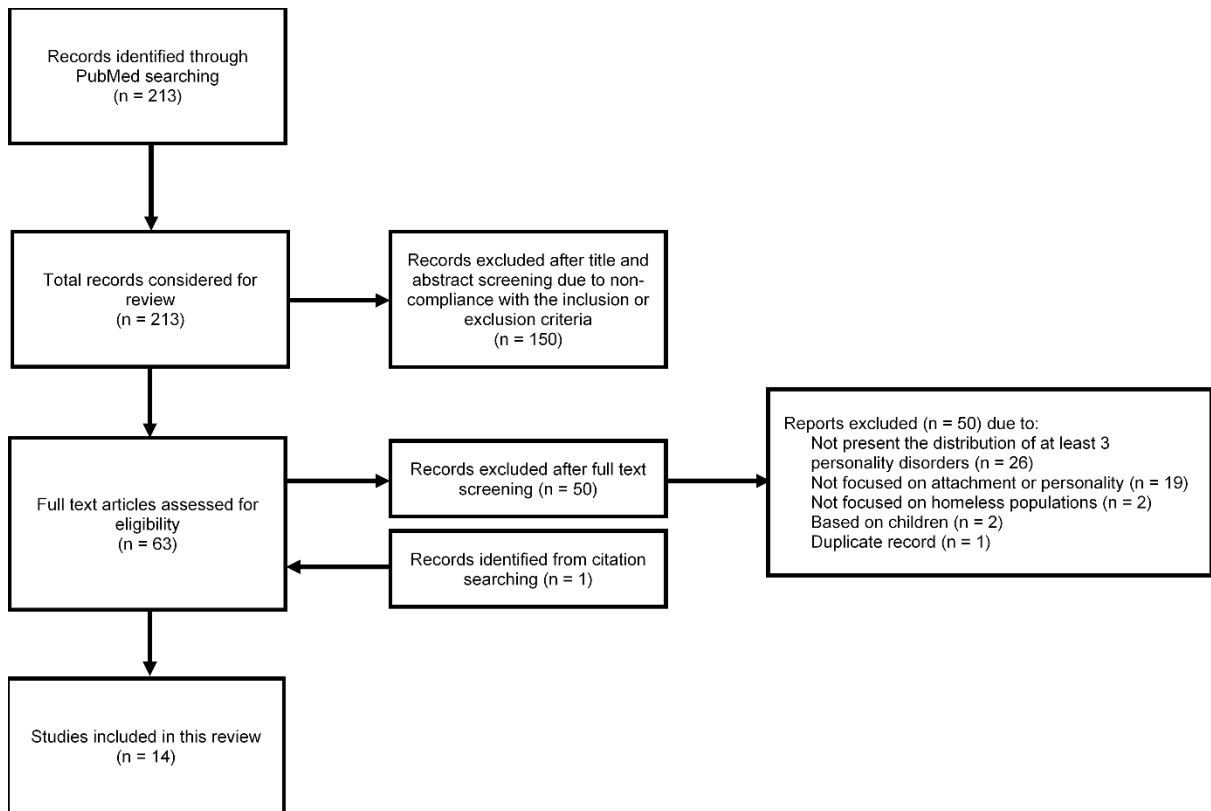 Records identified through
PubMed searching
(n = 213)
Total records considered for
review
(n = 213)
Records excluded after title and
abstract screening due to non-
compliance with the inclusion or
exclusion criteria
(n = 150)
Full text articles assessed for
eligibility
(n = 63)
Records excluded after full text
screening (n = 50)
Reports excluded (n = 50) due to:
Not present the distribution of at least 3
personality disorders (n = 26)
Not focused on attachment or personality (n = 19)
Not focused on homeless populations (n = 2)
Based on children (n = 2)
Duplicate record (n = 1)
Records identified from citation
searching (n = 1)
Studies included in this review
(n = 14)